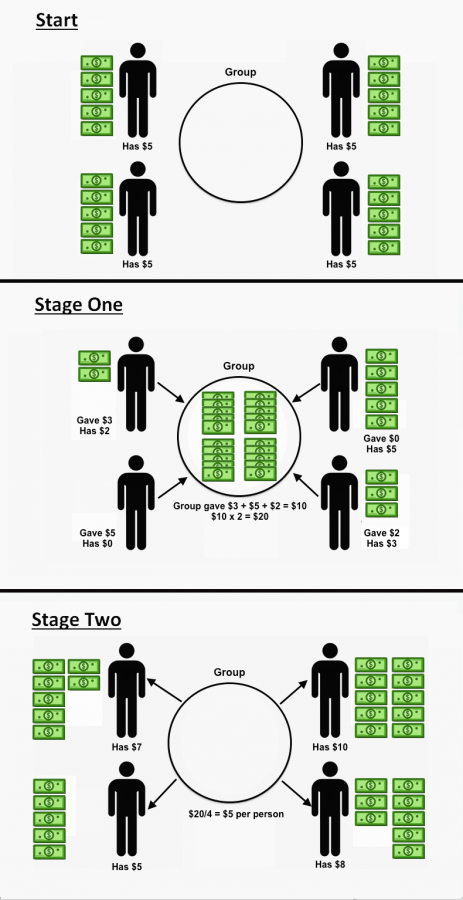 Start
Group
Has $5
Has $5
Has $5
Has $5
Stage One
Group
Gave $3
Has $2
Gave $0
Has $5
Group gave $3 + $5 + $2 = $10
$10 x 2 = $20
Gave $5
Has $0
Gave $2
Has $3
Stage Two
Group
Has $7
Has $10
$20/4 = $5 per person
Has $5
Has $8